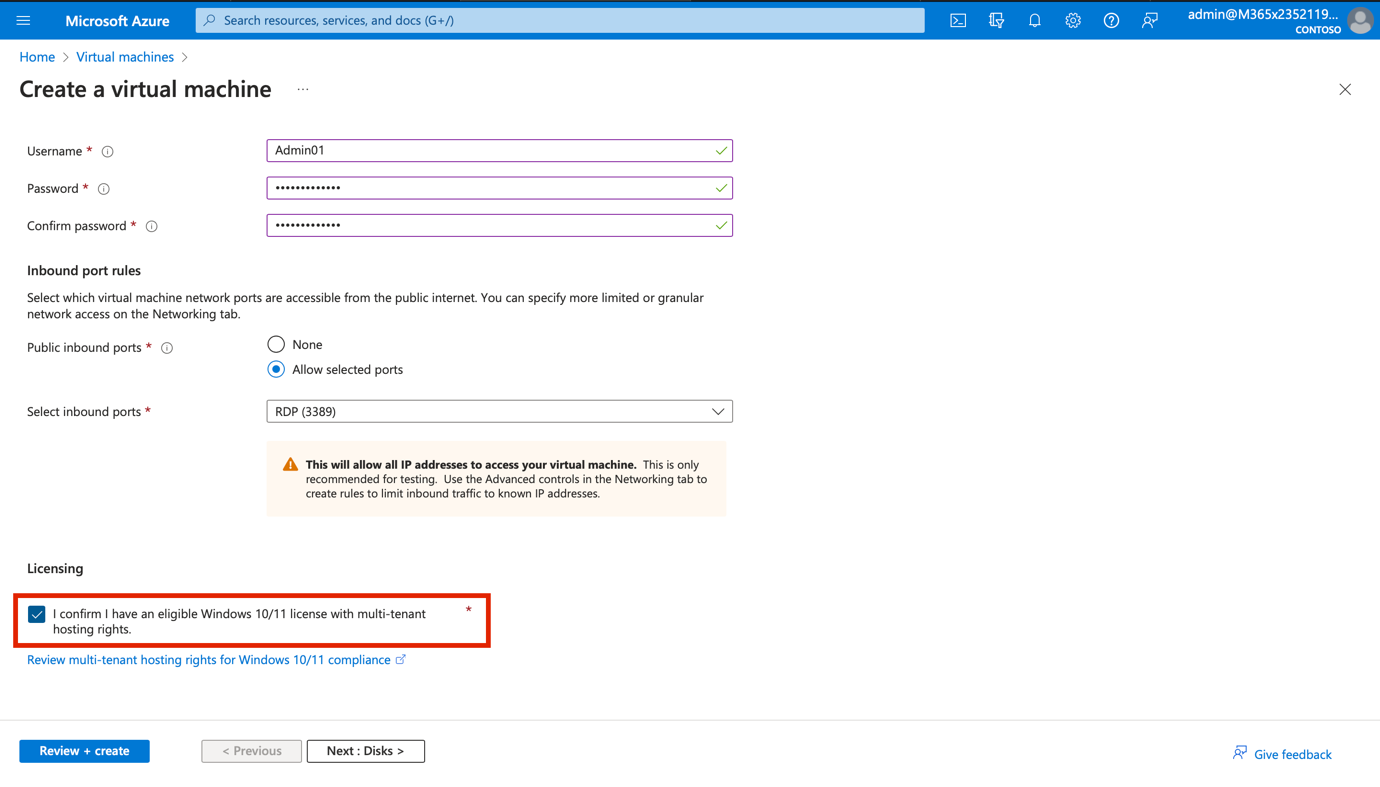 Microsoft Azure
Search resources, services, and docs (G+/)
admin@M365x2352119...
CONTOSO
Home > Virtual machines >
Create a virtual machine ...
Username *
Admin01
Password *
•••••••••••••
Confirm password *
•••••••••••••
Inbound port rules
Select which virtual machine network ports are accessible from the public internet. You can specify more limited or granular
network access on the Networking tab.
Public inbound ports *
None
Allow selected ports
Select inbound ports *
RDP (3389)
This will allow all IP addresses to access your virtual machine. This is only
recommended for testing. Use the Advanced controls in the Networking tab to
create rules to limit inbound traffic to known IP addresses.
Licensing
I confirm I have an eligible Windows 10/11 license with multi-tenant *
hosting rights.
Review multi-tenant hosting rights for Windows 10/11 compliance
Review + create
< Previous
Next : Disks >
Give feedback